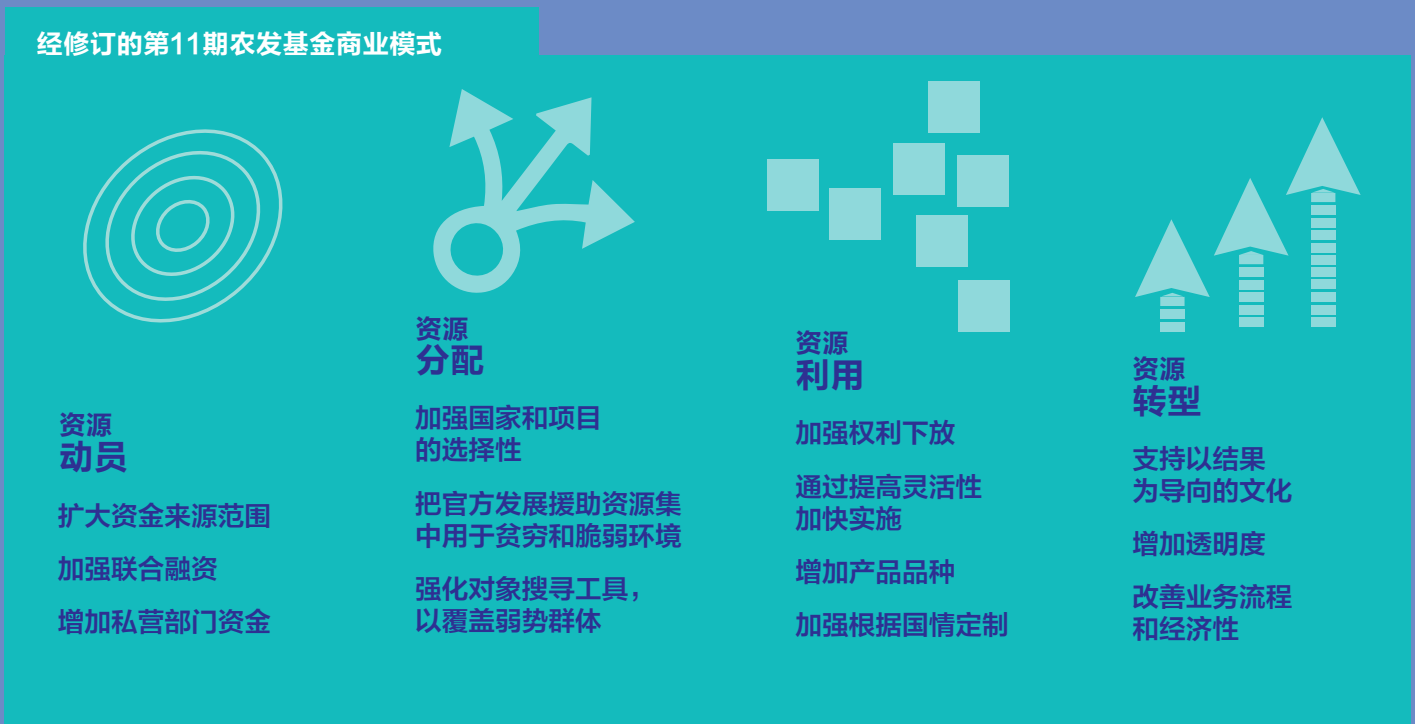 经修订的第11期农发基金商业模式
资源
动员
扩大资金来源范围
加强联合融资
增加私营部门资金
资源
分配
加强国家和项目
的选择性
把官方发展援助资源集
中用于贫穷和脆弱环境
强化对象搜寻工具，
以覆盖弱势群体
资源
利用
加强权利下放
通过提高灵活性
加快实施
增加产品品种
加强根据国情定制
资源
转型
支持以结果
为导向的文化
增加透明度
改善业务流程
和经济性